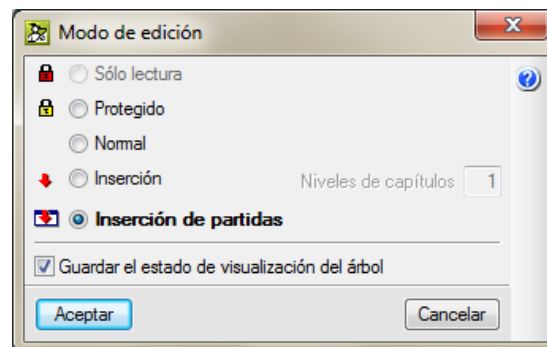 Modo de edición
Sólo lectura
Protegido
Normal
Inserción Niveles de capítulos 1
Inserción de partidas
Guardar el estado de visualización del árbol
Aceptar Cancelar